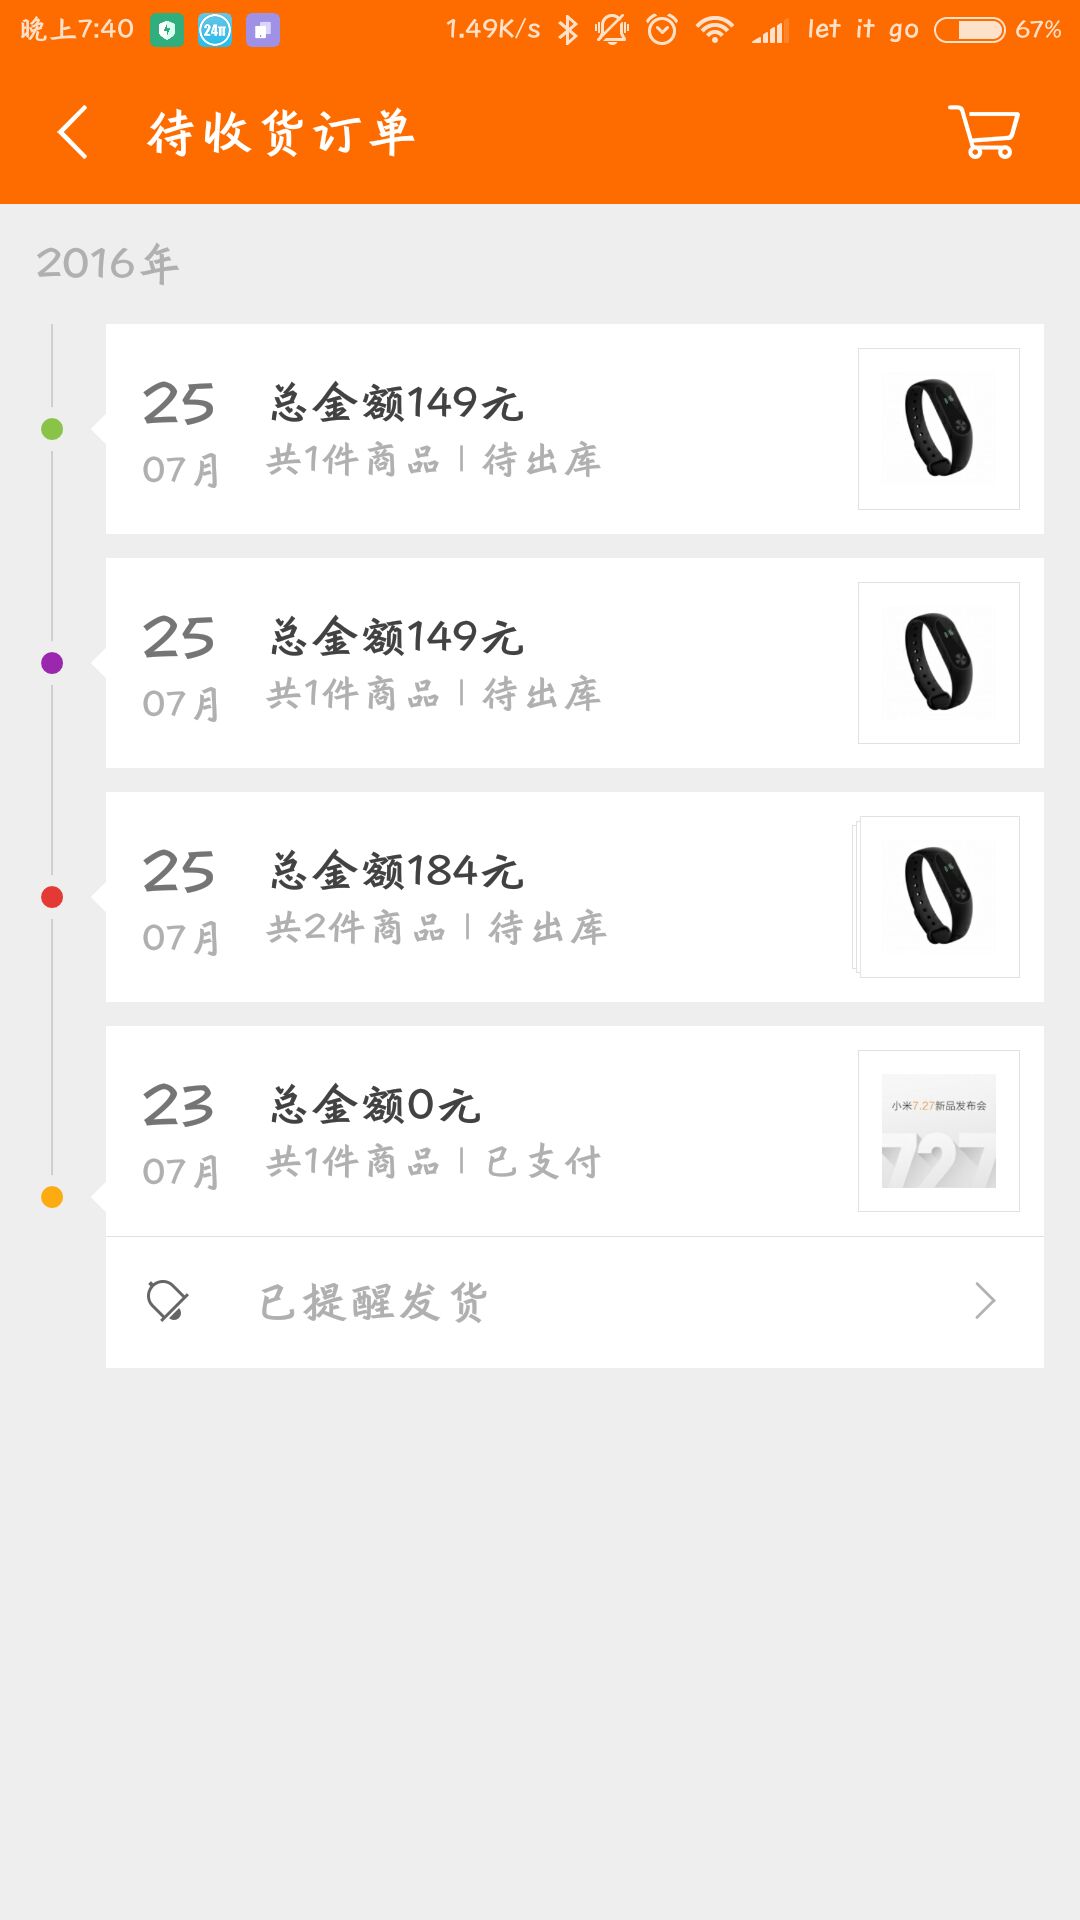 晚上7:40 24π 1.49K/s let it go 67%
待收货订单
2016年
25 总金额149元
07月 共1件商品 | 待出库
25 总金额149元
07月 共1件商品 | 待出库
25 总金额184元
07月 共2件商品 | 待出库
23 总金额0元
07月 共1件商品 | 已支付
小米7.27新品发布会
727
已提醒发货